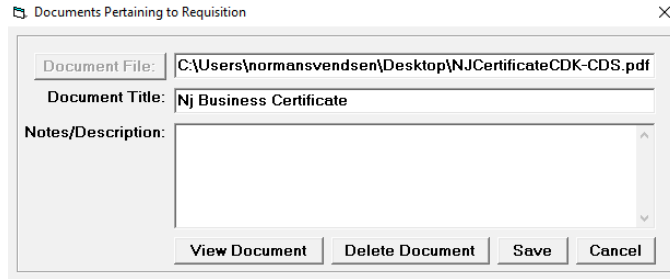 Documents Pertaining to Requisition
Document File: C:\Users\normansvendsen\Desktop\NJCertificateCDK-CDS.pdf
Document Title: Nj Business Certificate
Notes/Description:
View Document Delete Document Save Cancel